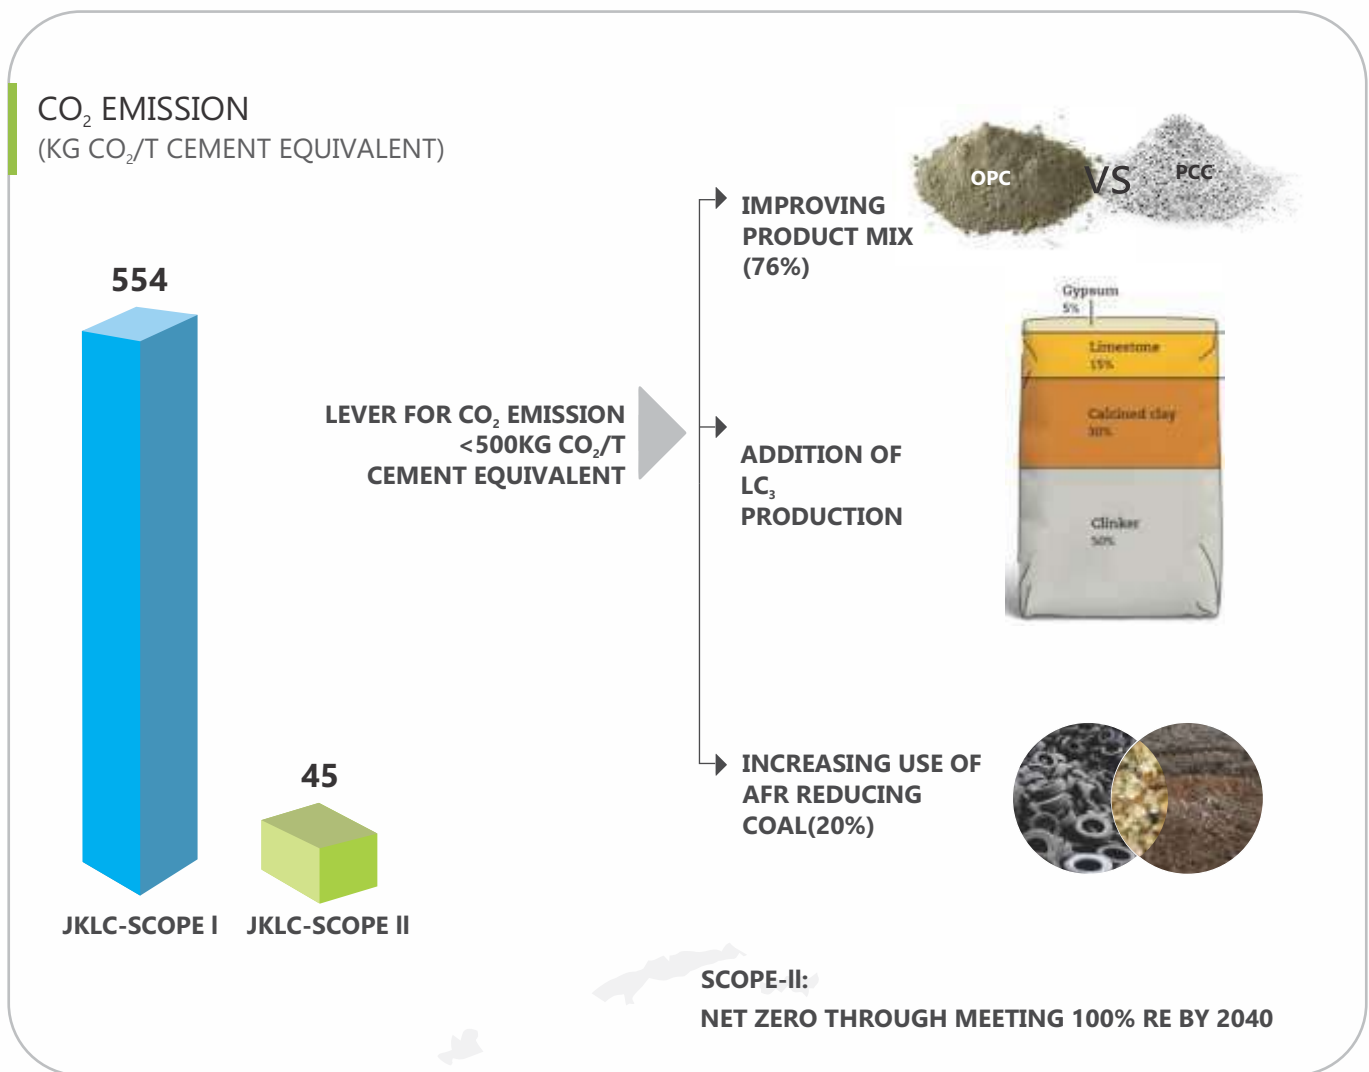 CO₂ EMISSION
(KG CO₂/T CEMENT EQUIVALENT)
554
45
JKLC-SCOPE I
JKLC-SCOPE II
LEVER FOR CO₂ EMISSION
<500KG CO₂/T
CEMENT EQUIVALENT
IMPROVING
PRODUCT MIX
(76%)
OPC
VS
PCC
ADDITION OF
LC₃
PRODUCTION
Gypsum
5%
Limestone
15%
Calcined clay
30%
Clinker
50%
INCREASING USE OF
AFR REDUCING
COAL(20%)
SCOPE-II:
NET ZERO THROUGH MEETING 100% RE BY 2040